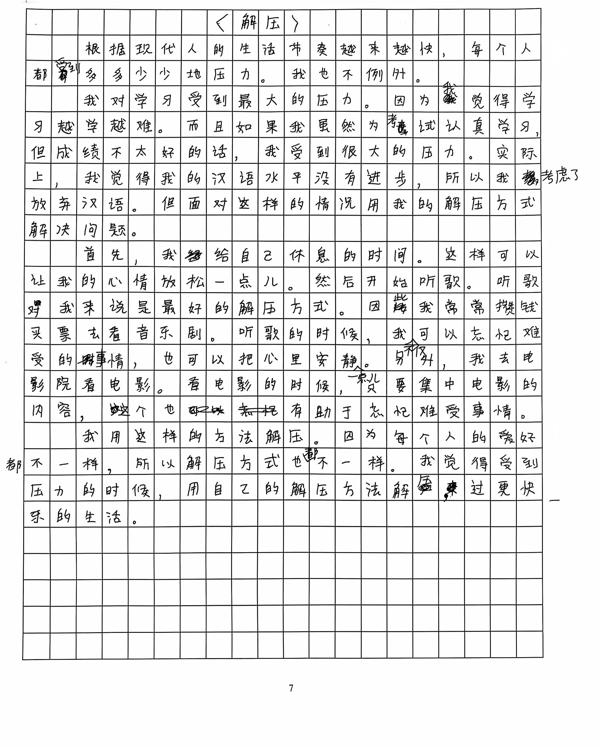 《解压》
根据现代人的生活节奏越来越快，每个人
都受到多多少少地压力。我也不例外。
我对学习受到最大的压力。因为我觉得学
习越学越难。而且如果我虽然为考试认真学习，
但成绩不太好的话，我受到很大的压力。实际
上，我觉得我的汉语水平没有进步，所以我考虑了
放弃汉语。但面对这样的情况用我的解压方式
解决问题。
首先，我给自己休息的时间。这样可以
让我的心情放松一点儿。然后开始听歌。听歌
对我来说是最好的解压方式。因此我常常攒钱
买票去看音乐剧。听歌的时候，我不仅可以忘记难
受的事情，也可以把心里安静。另外，我去电
影院看电影。看电影的时候，一点儿只要集中电影的
内容，这个也有助于忘记难受事情。
我用这样的方法解压。因为每个人的爱好
都不一样，所以解压方式也都不一样。我觉得受到
压力的时候，用自己的解压方法解压，过更快
乐的生活。
7